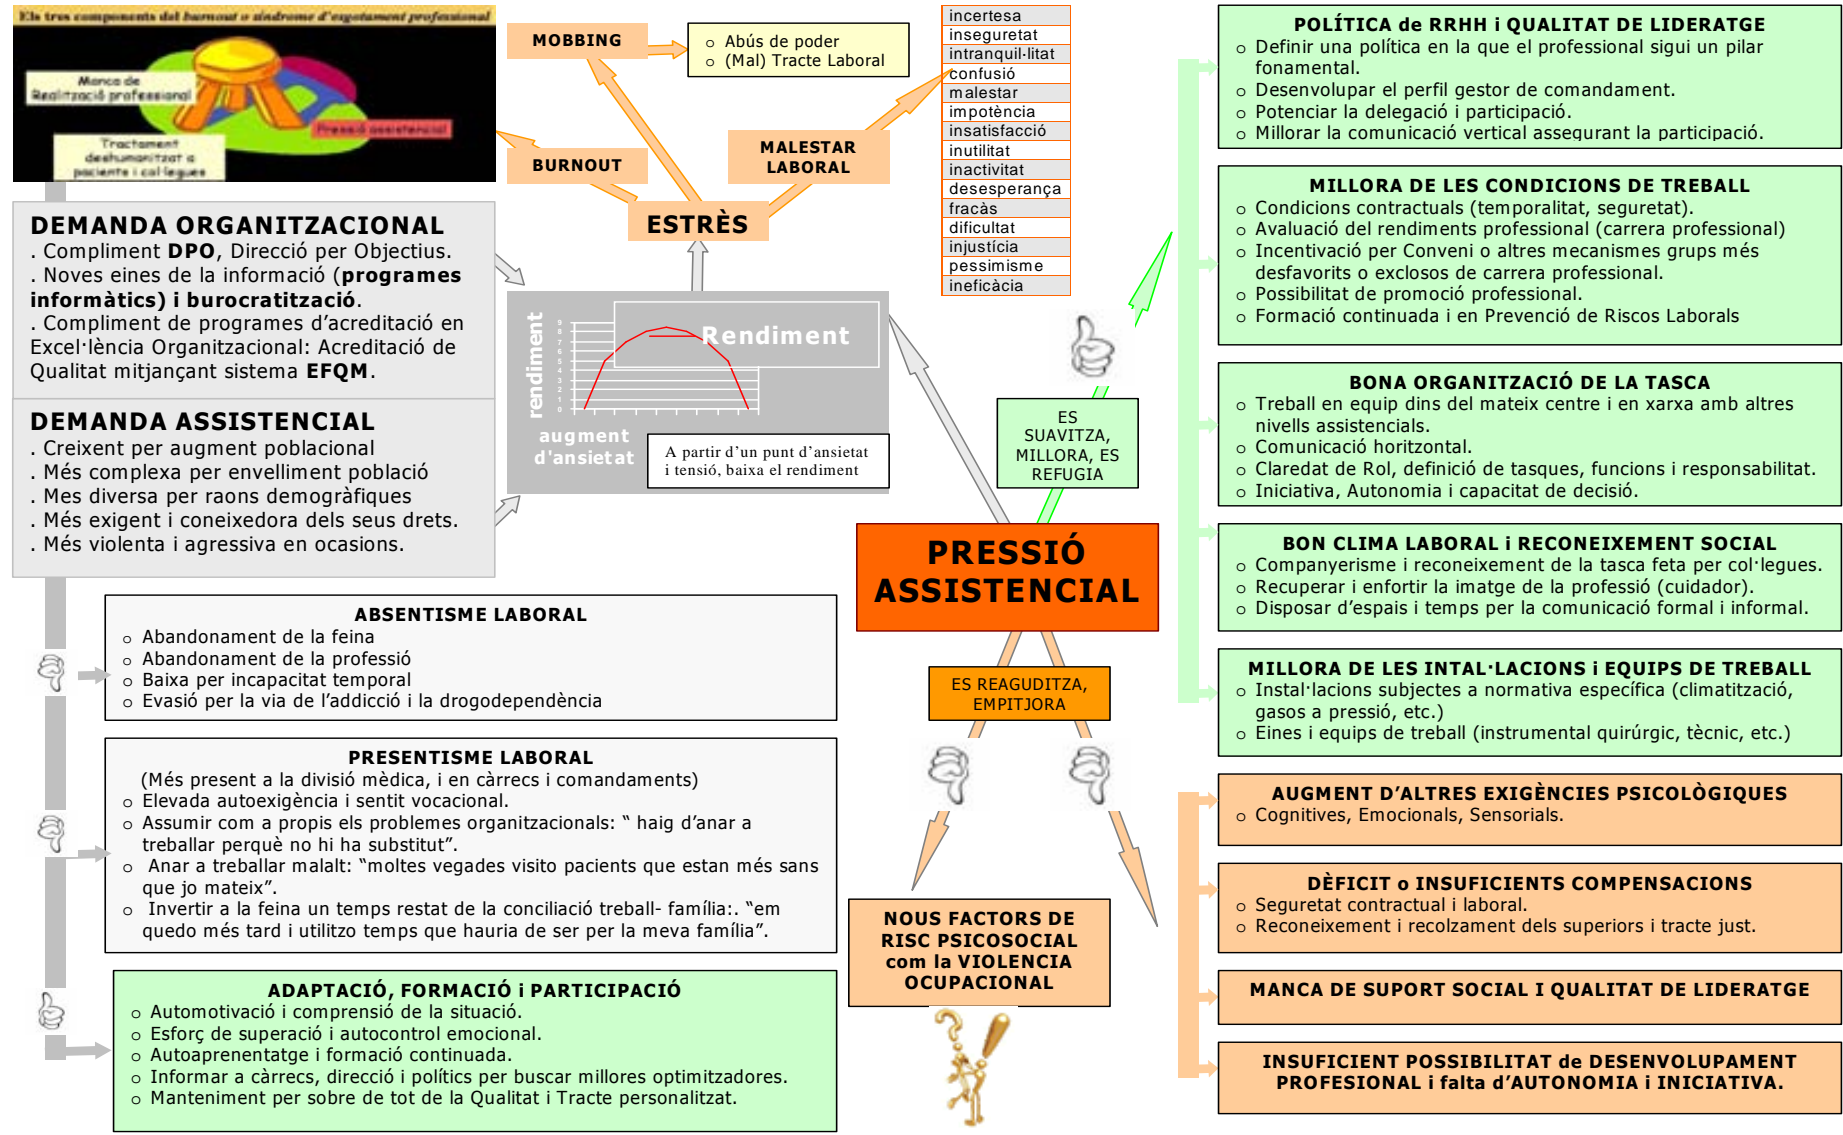 Els tres components del burnout o síndrome d'esgotament professional
Manca de
Realització professional
Pressió assistencial
Tractament
deshumanitzat a
pacients i col·legues
MOBBING
o Abús de poder
o (Mal) Tracte Laboral
BURNOUT
MALESTAR
LABORAL
ESTRÈS
incertesa
inseguretat
intranquil·litat
confusió
malestar
impotència
insatisfacció
inutilitat
inactivitat
desesperança
fracàs
dificultat
injustícia
pessimisme
ineficàcia
DEMANDA ORGANITZACIONAL
. Compliment DPO, Direcció per Objectius.
. Noves eines de la informació (programes
informàtics) i burocratització.
. Compliment de programes d'acreditació en
Excel·lència Organitzacional: Acreditació de
Qualitat mitjançant sistema EFQM.
DEMANDA ASSISTENCIAL
. Creixent per augment poblacional
. Més complexa per envelliment població
. Mes diversa per raons demogràfiques
. Més exigent i coneixedora dels seus drets.
. Més violenta i agressiva en ocasions.
rendiment
9
8
7
6
5
4
3
2
1
0
Rendiment
augment
d'ansietat
A partir d'un punt d'ansietat
i tensió, baixa el rendiment
ES
SUAVITZA,
MILLORA, ES
REFUGIA
PRESSIÓ
ASSISTENCIAL
ES REAGUDITZA,
EMPITJORA
NOUS FACTORS DE
RISC PSICOSOCIAL
com la VIOLENCIA
OCUPACIONAL
ABSENTISME LABORAL
o Abandonament de la feina
o Abandonament de la professió
o Baixa per incapacitat temporal
o Evasió per la via de l'addicció i la drogodependència
PRESENTISME LABORAL
(Més present a la divisió mèdica, i en càrrecs i comandaments)
o Elevada autoexigència i sentit vocacional.
o Assumir com a propis els problemes organitzacionals: " haig d'anar a
treballar perquè no hi ha substitut".
o Anar a treballar malalt: "moltes vegades visito pacients que estan més sans
que jo mateix".
o Invertir a la feina un temps restat de la conciliació treball- família:. "em
quedo més tard i utilitzo temps que hauria de ser per la meva família".
ADAPTACIÓ, FORMACIÓ i PARTICIPACIÓ
o Automotivació i comprensió de la situació.
o Esforç de superació i autocontrol emocional.
o Autoaprenentatge i formació continuada.
o Informar a càrrecs, direcció i polítics per buscar millores optimitzadores.
o Manteniment per sobre de tot de la Qualitat i Tracte personalitzat.
POLÍTICA de RRHH i QUALITAT DE LIDERATGE
o Definir una política en la que el professional sigui un pilar
fonamental.
o Desenvolupar el perfil gestor de comandament.
o Potenciar la delegació i participació.
o Millorar la comunicació vertical assegurant la participació.
MILLORA DE LES CONDICIONS DE TREBALL
o Condicions contractuals (temporalitat, seguretat).
o Avaluació del rendiments professional (carrera professional)
o Incentivació per Conveni o altres mecanismes grups més
desfavorits o exclosos de carrera professional.
o Possibilitat de promoció professional.
o Formació continuada i en Prevenció de Riscos Laborals
BONA ORGANITZACIÓ DE LA TASCA
o Treball en equip dins del mateix centre i en xarxa amb altres
nivells assistencials.
o Comunicació horitzontal.
o Claredat de Rol, definició de tasques, funcions i responsabilitat.
o Iniciativa, Autonomia i capacitat de decisió.
BON CLIMA LABORAL i RECONEIXEMENT SOCIAL
o Companyerisme i reconeixement de la tasca feta per col·legues.
o Recuperar i enfortir la imatge de la professió (cuidador).
o Disposar d'espais i temps per la comunicació formal i informal.
MILLORA DE LES INTAL·LACIONS i EQUIPS DE TREBALL
o Instal·lacions subjectes a normativa específica (climatització,
gasos a pressió, etc.)
o Eines i equips de treball (instrumental quirúrgic, tècnic, etc.)
AUGMENT D'ALTRES EXIGÈNCIES PSICOLÒGIQUES
o Cognitives, Emocionals, Sensorials.
DÈFICIT o INSUFICIENTS COMPENSACIONS
o Seguretat contractual i laboral.
o Reconeixement i recolzament dels superiors i tracte just.
MANCA DE SUPORT SOCIAL I QUALITAT DE LIDERATGE
INSUFICIENT POSSIBILITAT de DESENVOLUPAMENT
PROFESIONAL i falta d'AUTONOMIA i INICIATIVA.